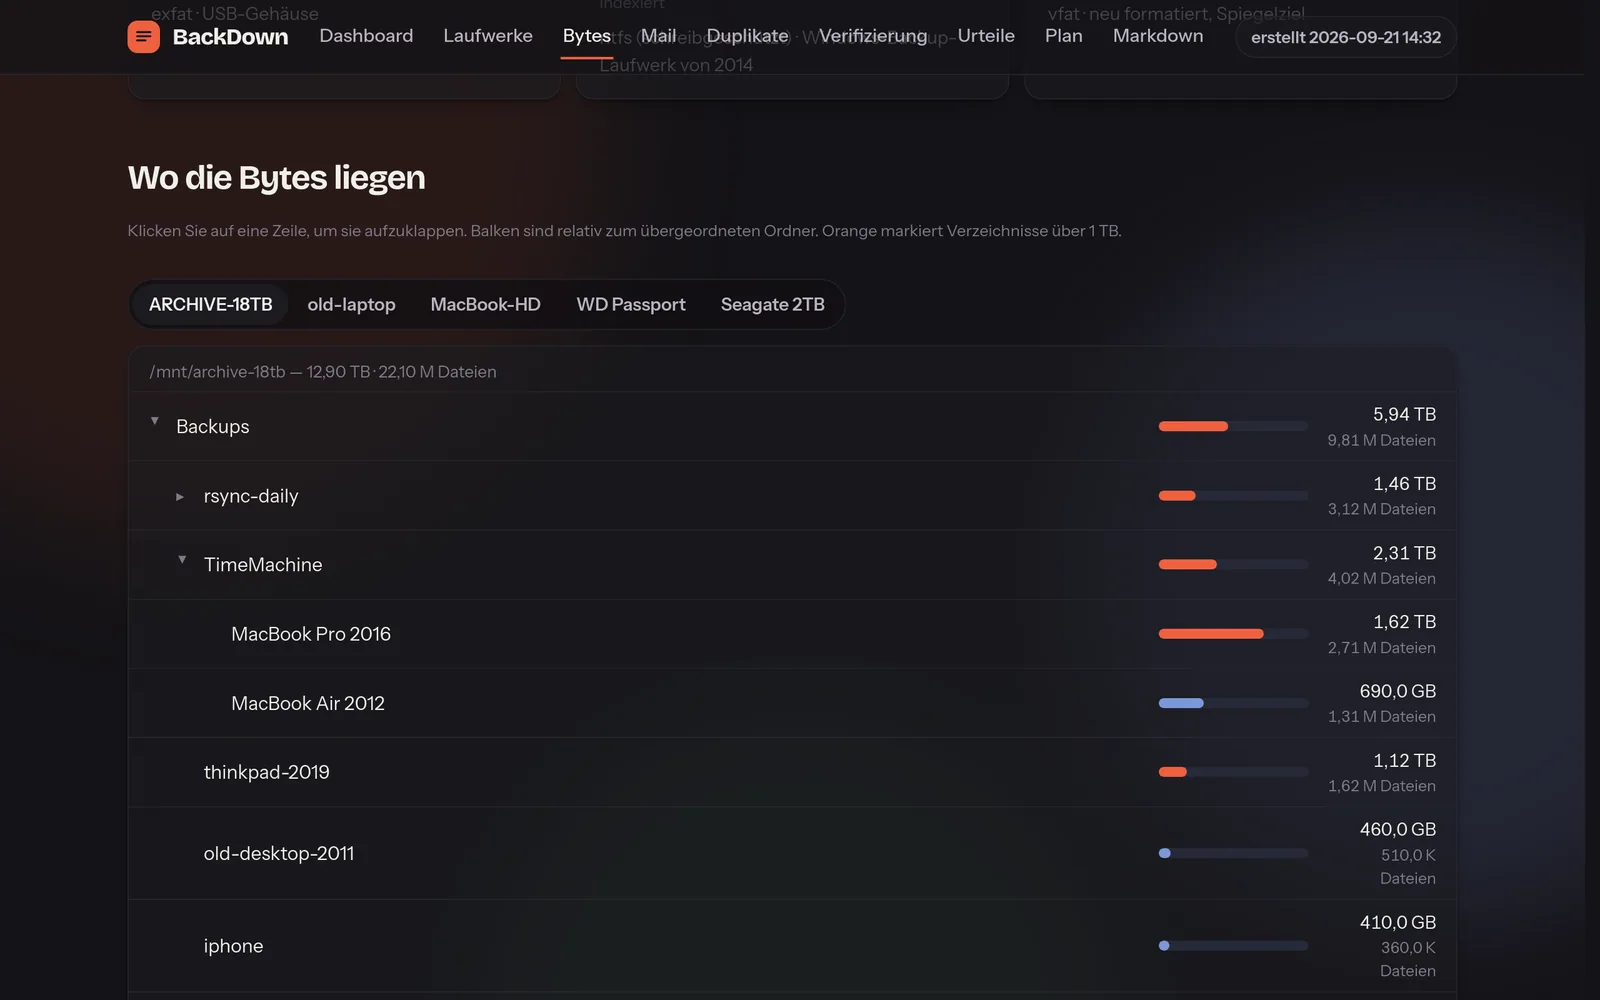 exfat · USB-Gehäuse
indexiert
ntfs (schreibgeschützt) · Windows-Backup-
Laufwerk von 2014
vfat · neu formatiert, Spiegelziel
BackDown
Dashboard
Laufwerke
Bytes
Mail
Duplikate
Verifizierung
Urteile
Plan
Markdown
erstellt 2026-09-21 14:32
Wo die Bytes liegen
Klicken Sie auf eine Zeile, um sie aufzuklappen. Balken sind relativ zum übergeordneten Ordner. Orange markiert Verzeichnisse über 1 TB.
ARCHIVE-18TB
old-laptop
MacBook-HD
WD Passport
Seagate 2TB
/mnt/archive-18tb — 12,90 TB · 22,10 M Dateien
Backups
5,94 TB
9,81 M Dateien
rsync-daily
1,46 TB
3,12 M Dateien
TimeMachine
2,31 TB
4,02 M Dateien
MacBook Pro 2016
1,62 TB
2,71 M Dateien
MacBook Air 2012
690,0 GB
1,31 M Dateien
thinkpad-2019
1,12 TB
1,62 M Dateien
old-desktop-2011
460,0 GB
510,0 K
Dateien
iphone
410,0 GB
360,0 K
Dateien